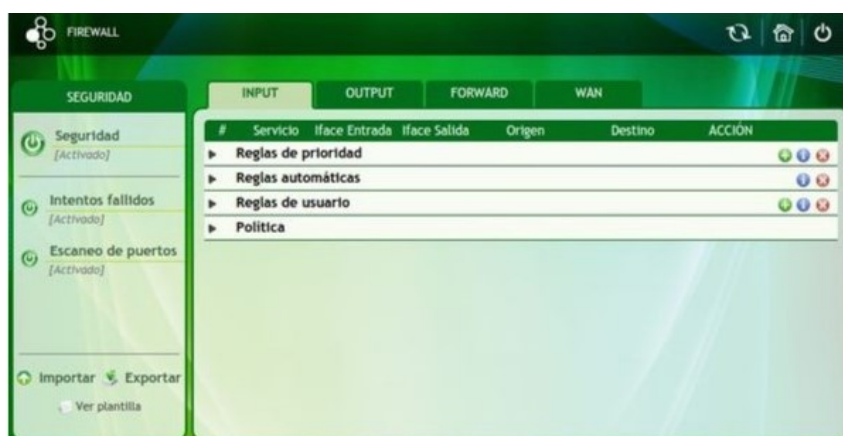 FIREWALL
SEGURIDAD
Seguridad
[Activado]
Intentos fallidos
[Activado]
Escaneo de puertos
[Activado]
Importar Exportar
Ver plantilla
INPUT OUTPUT FORWARD WAN
# Servicio Iface Entrada Iface Salida Origen Destino ACCIÓN
Reglas de prioridad
Reglas automáticas
Reglas de usuario
Política